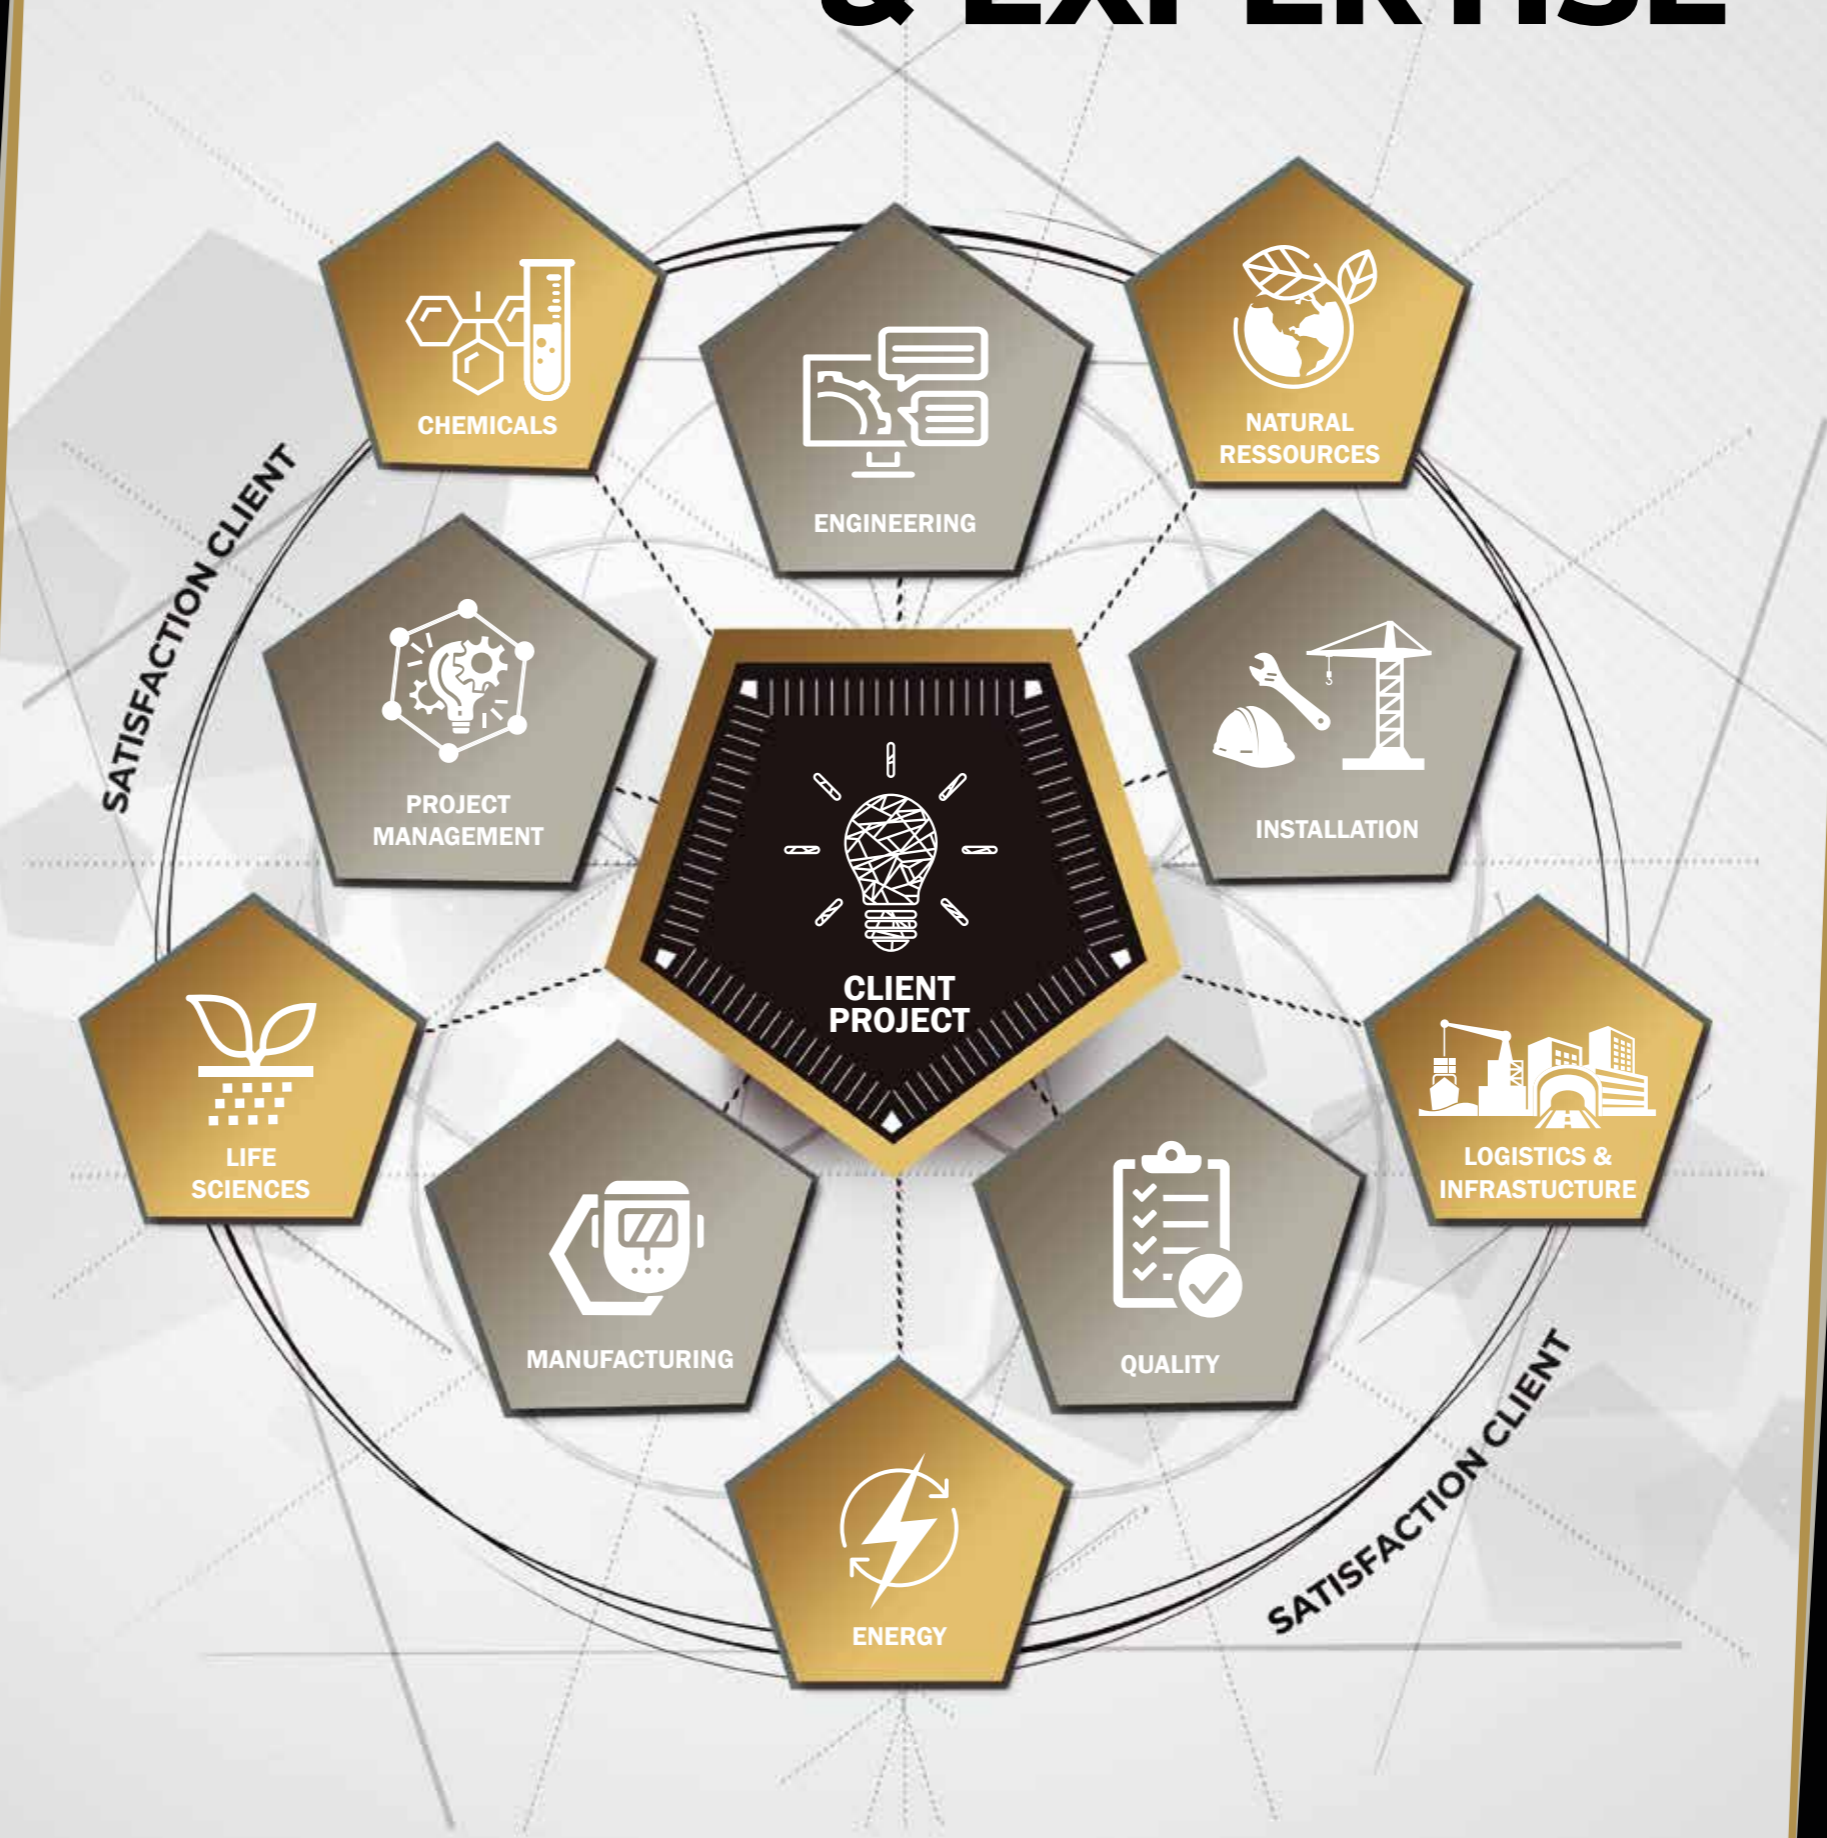 & EXPERTISE
CHEMICALS
NATURAL
RESSOURCES
ENGINEERING
SATISFACTION CLIENT
PROJECT
MANAGEMENT
INSTALLATION
CLIENT
PROJECT
LIFE
SCIENCES
LOGISTICS &
INFRASTUCTURE
MANUFACTURING
QUALITY
ENERGY
SATISFACTION CLIENT